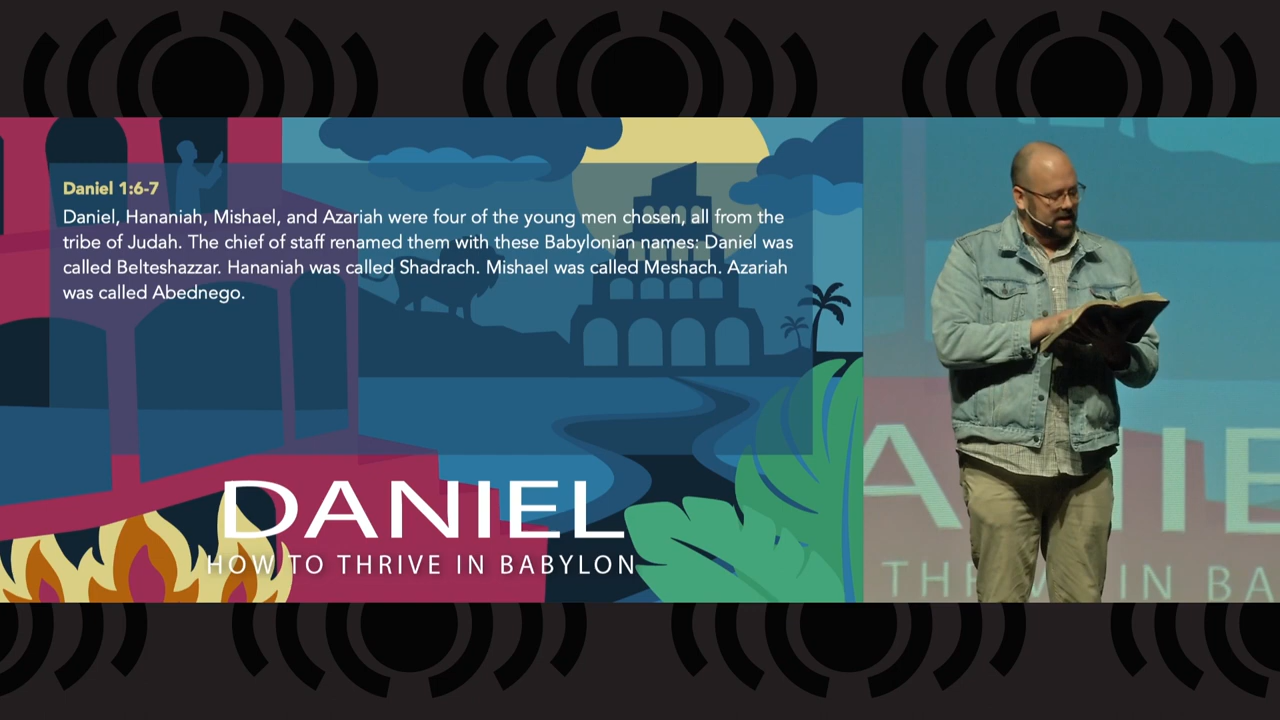 Daniel 1:6-7
Daniel, Hananiah, Mishael, and Azariah were four of the young men chosen, all from the
tribe of Judah. The chief of staff renamed them with these Babylonian names: Daniel was
called Belteshazzar. Hananiah was called Shadrach. Mishael was called Meshach. Azariah
was called Abednego.
DANIEL
HOW TO THRIVE IN BABYLON